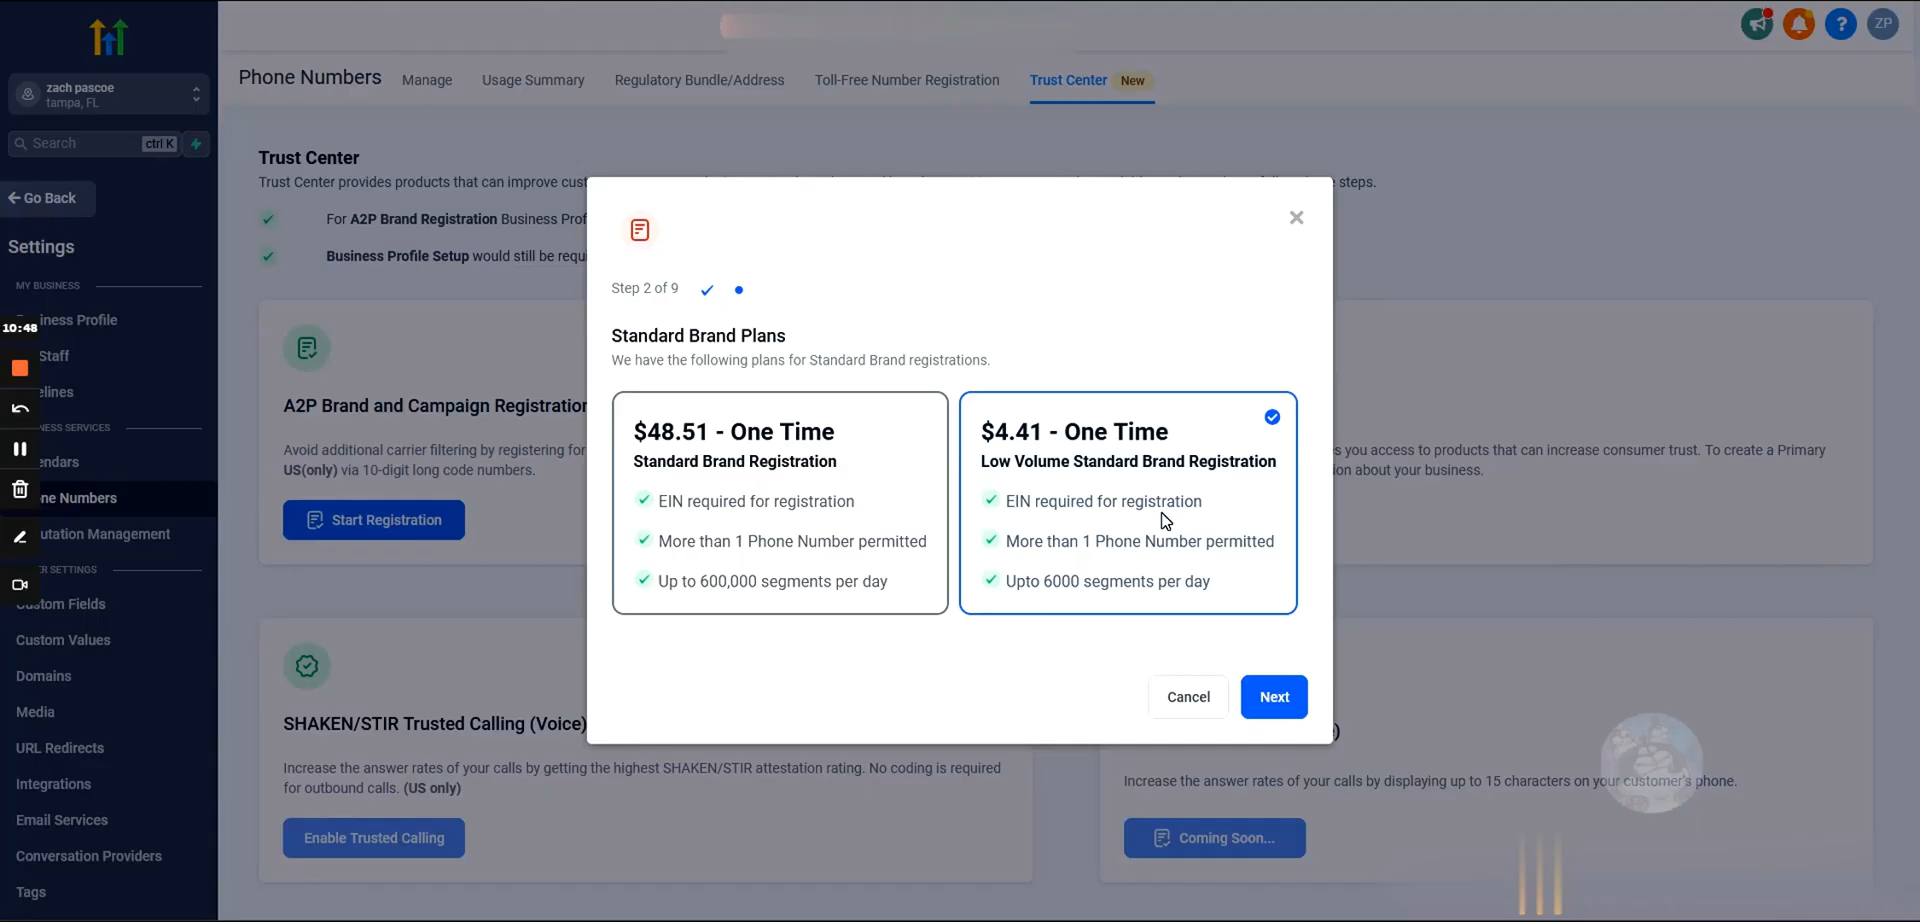 zach pascoe
tampa, FL
Search
ctrl K
Go Back
Settings
MY BUSINESS
iness Profile
10:48
Staff
elines
NESS SERVICES
endars
ne Numbers
utation Management
R SETTINGS
ustom Fields
Custom Values
Domains
Media
URL Redirects
Integrations
Email Services
Conversation Providers
Tags
Phone Numbers
Manage
Usage Summary
Regulatory Bundle/Address
Toll-Free Number Registration
Trust Center New
?
ZP
Trust Center
Trust Center provides products that can improve cust
steps.
For A2P Brand Registration Business Prof
Business Profile Setup would still be requi
A2P Brand and Campaign Registration
Avoid additional carrier filtering by registering for
US(only) via 10-digit long code numbers.
Start Registration
s you access to products that can increase consumer trust. To create a Primary
ion about your business.
Step 2 of 9
Standard Brand Plans
We have the following plans for Standard Brand registrations.
$48.51 - One Time
Standard Brand Registration
EIN required for registration
More than 1 Phone Number permitted
Up to 600,000 segments per day
$4.41 - One Time
Low Volume Standard Brand Registration
EIN required for registration
More than 1 Phone Number permitted
Upto 6000 segments per day
Cancel
Next
SHAKEN/STIR Trusted Calling (Voice)
Increase the answer rates of your calls by getting the highest SHAKEN/STIR attestation rating. No coding is required
for outbound calls. (US only)
Enable Trusted Calling
)
Increase the answer rates of your calls by displaying up to 15 characters on your customer's phone.
Coming Soon...